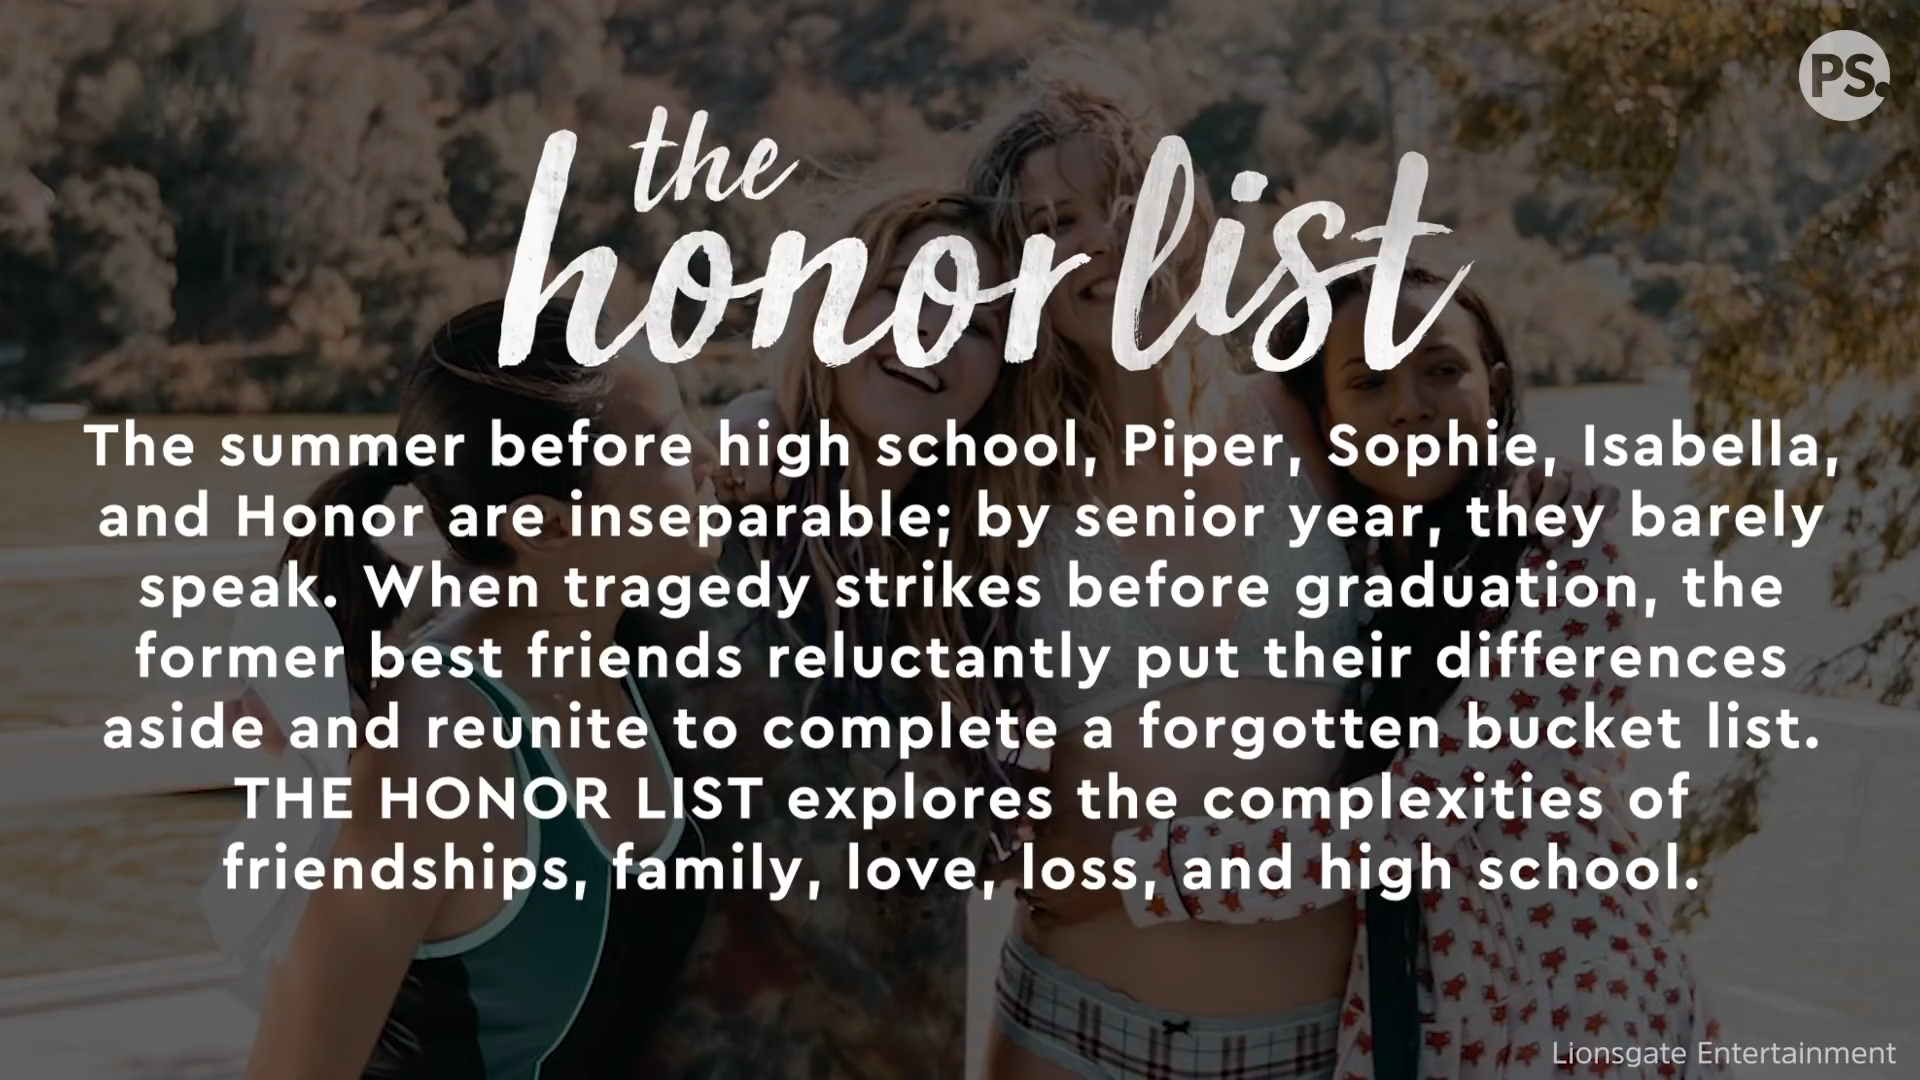 PS.
the
honor list
The summer before high school, Piper, Sophie, Isabella,
and Honor are inseparable; by senior year, they barely
speak. When tragedy strikes before graduation, the
former best friends reluctantly put their differences
aside and reunite to complete a forgotten bucket list.
THE HONOR LIST explores the complexities of
friendships, family, love, loss, and high school.
Lionsgate Entertainment